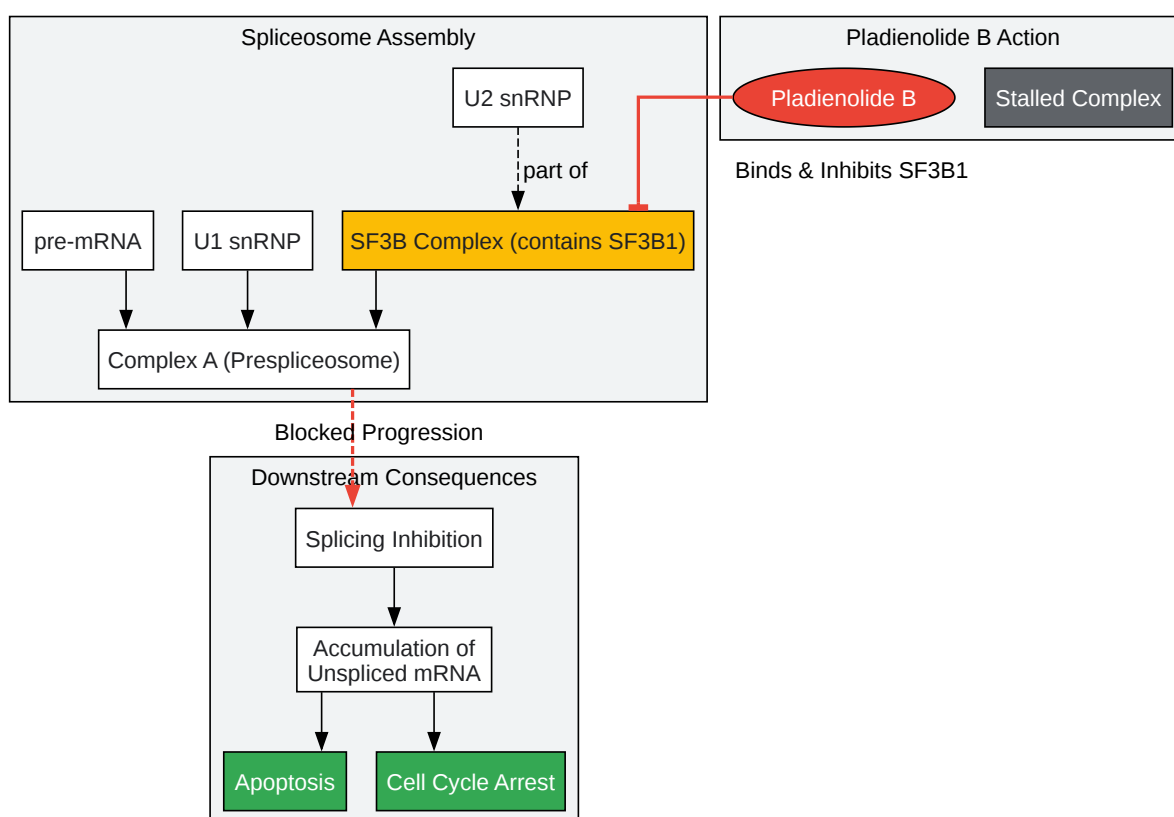 Spliceosome Assembly
Pladienolide B Action
U2 snRNP
Pladienolide B
Stalled Complex
part of
Binds & Inhibits SF3B1
pre-mRNA
U1 snRNP
SF3B Complex (contains SF3B1)
Complex A (Prespliceosome)
Blocked Progression
Downstream Consequences
Splicing Inhibition
Accumulation of
Unspliced mRNA
Apoptosis
Cell Cycle Arrest